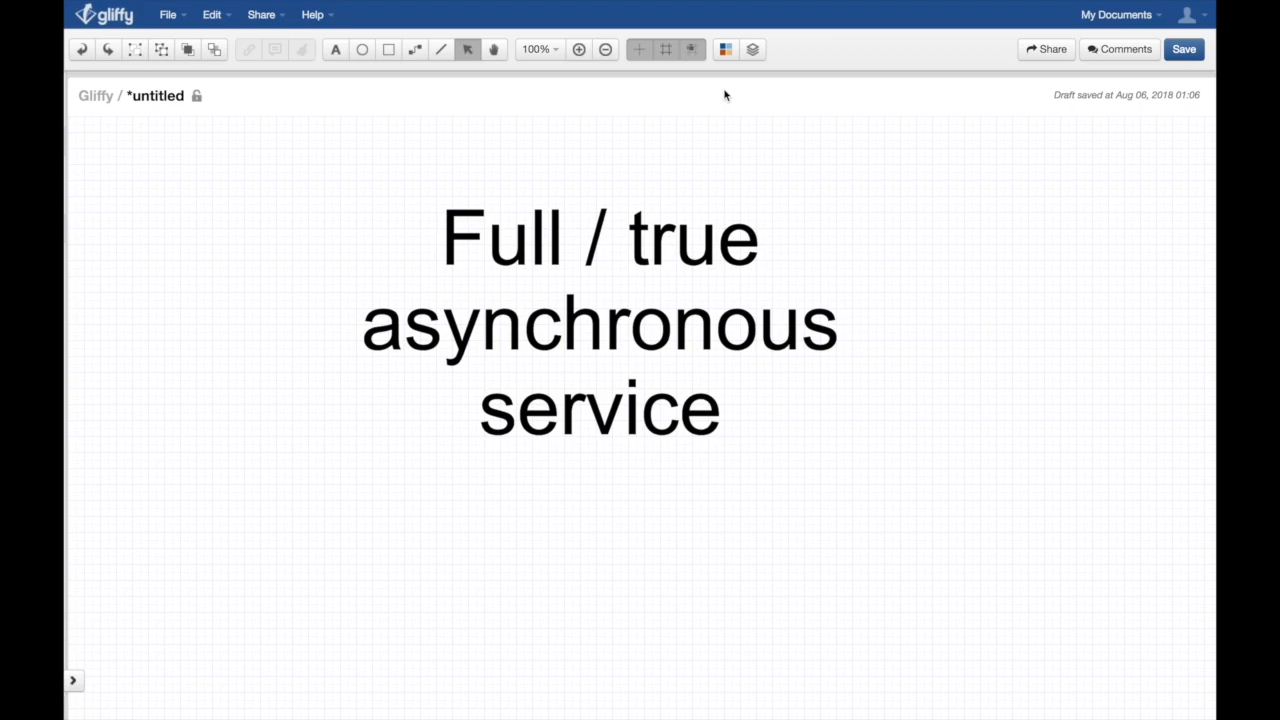 gliffy File Edit Share Help My Documents
A 100% Share Comments Save
Gliffy / *untitled Draft saved at Aug 06, 2018 01:06
Full / true
asynchronous
service